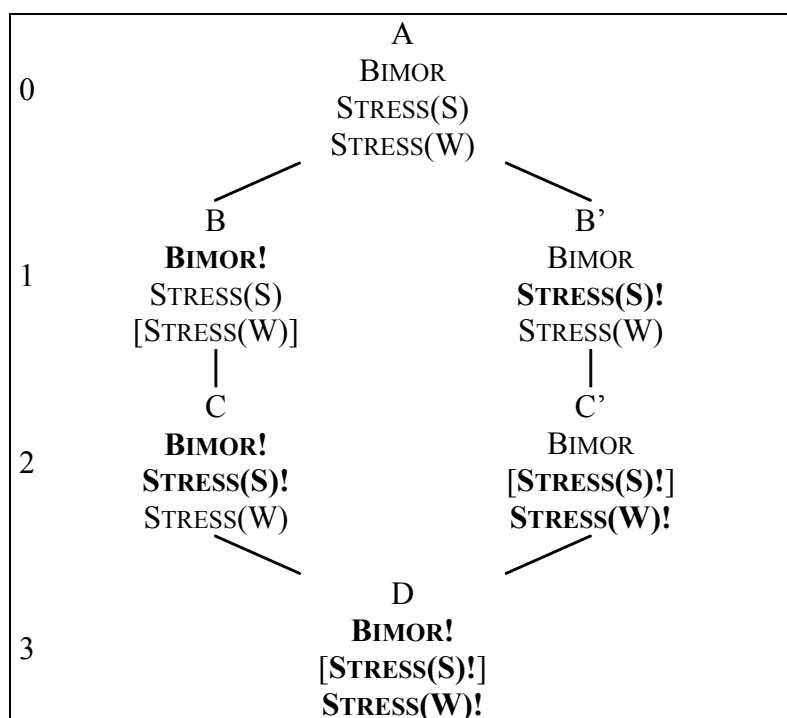 A
0
BIMOR
STRESS(S)
STRESS(W)
B B’
BIMOR! BIMOR
1
STRESS(S) STRESS(S)!
[STRESS(W)] STRESS(W)
C C’
BIMOR! BIMOR
2
STRESS(S)! [STRESS(S)!]
STRESS(W) STRESS(W)!
D
BIMOR!
3
[STRESS(S)!]
STRESS(W)!